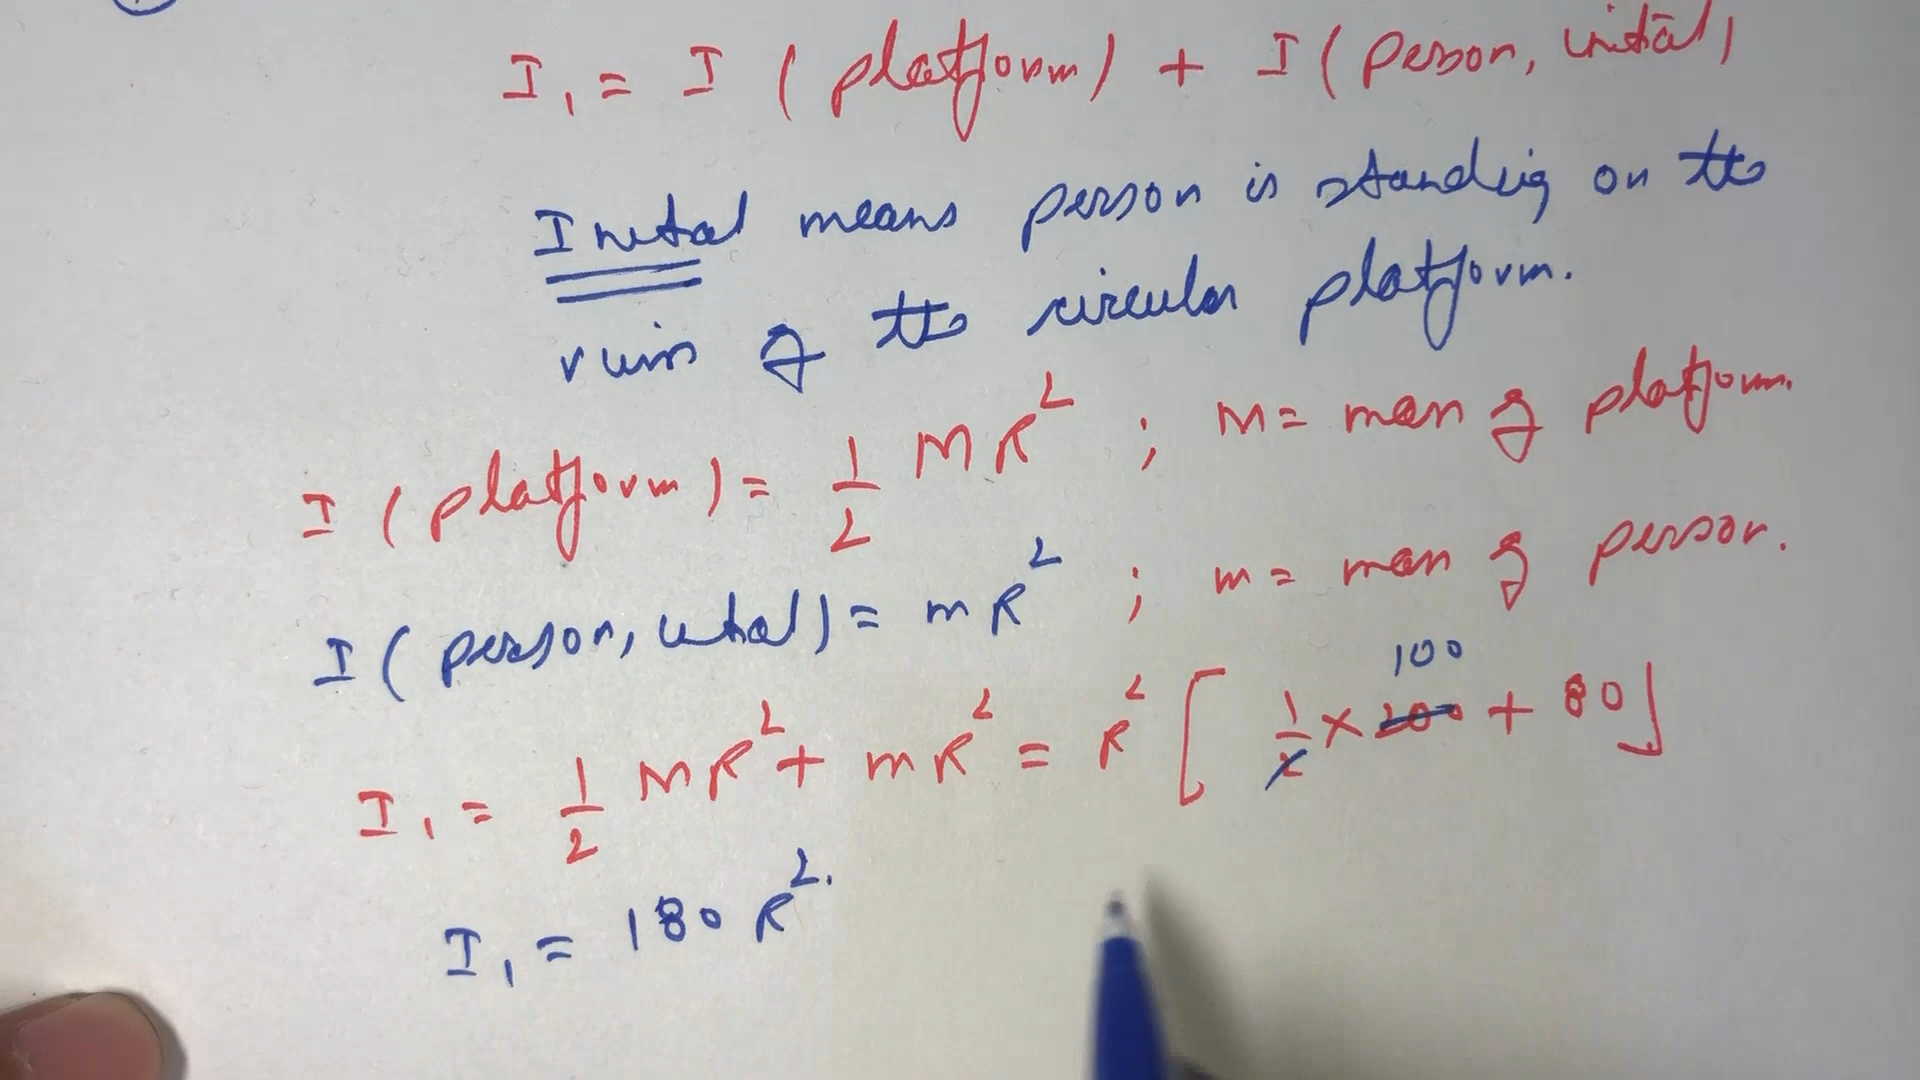 I₁ = I (platform) + I (person, initial)
Initial means person is standing on the
rim of the circular platform.
I (platform) = 1/2 MR² ; M = mass of platform.
I (person, initial) = mR² ; m = mass of person.
I₁ = 1/2 MR² + mR² = R² [ 1/2 × 200 100 + 80 ]
I₁ = 180 R².